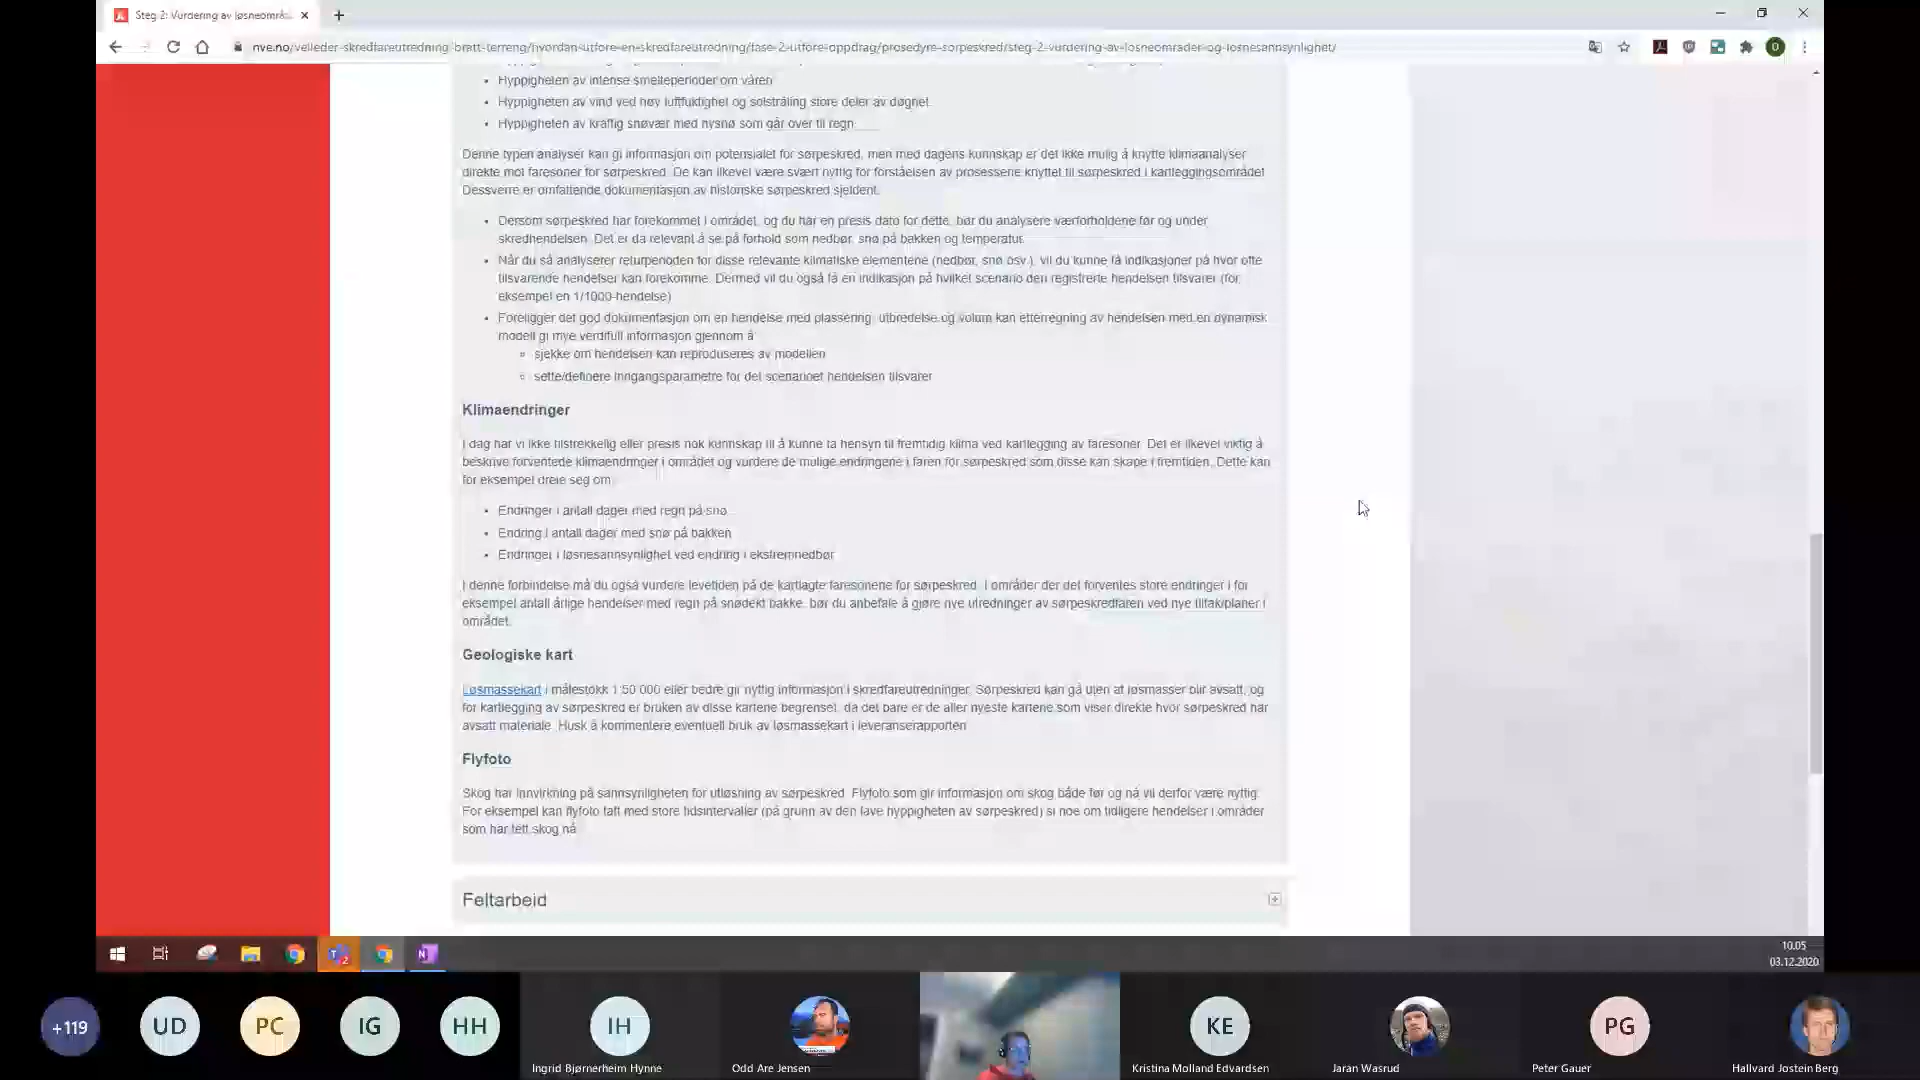 Steg 2: Vurdering av løsneområ...
nve.no/veileder-skredfareutredning-bratt-terreng/hvordan-utfore-en-skredfareutredning/fase-2-utfore-oppdrag/prosedyre-sorpeskred/steg-2-vurdering-av-losneomrader-og-losnesannsynlighet/
Hyppigheten av intense smelteperioder om våren
Hyppigheten av vind ved høy luftfuktighet og solstråling store deler av døgnet
Hyppigheten av kraftig snøvær med nysnø som går over til regn
Denne typen analyser kan gi informasjon om potensialet for sørpeskred, men med dagens kunnskap er det ikke mulig å knytte klimaanalyser
direkte mot faresoner for sørpeskred. De kan likevel være svært nyttig for forståelsen av prosessene knyttet til sørpeskred i kartleggingsområdet
Dessverre er omfattende dokumentasjon av historiske sørpeskred sjeldent.
Dersom sørpeskred har forekommet i området, og du har en presis dato for dette, bør du analysere værforholdene før og under
skredhendelsen. Det er da relevant å se på forhold som nedbør, snø på bakken og temperatur.
Når du så analyserer returperioden for disse relevante klimatiske elementene (nedbør, snø osv.), vil du kunne få indikasjoner på hvor ofte
tilsvarende hendelser kan forekomme. Dermed vil du også få en indikasjon på hvilket scenario den registrerte hendelsen tilsvarer (for
eksempel en 1/1000-hendelse)
Foreligger det god dokumentasjon om en hendelse med plassering, utbredelse og volum kan etterregning av hendelsen med en dynamisk
modell gi mye verdifull informasjon gjennom å
sjekke om hendelsen kan reproduseres av modellen
sette/definere inngangsparametre for det scenarioet hendelsen tilsvarer
Klimaendringer
I dag har vi ikke tilstrekkelig eller presis nok kunnskap til å kunne ta hensyn til fremtidig klima ved kartlegging av faresoner. Det er likevel viktig å
beskrive forventede klimaendringer i området og vurdere de mulige endringene i faren for sørpeskred som disse kan skape i fremtiden. Dette kan
for eksempel dreie seg om
Endringer i antall dager med regn på snø
Endring i antall dager med snø på bakken
Endringer i løsnesannsynlighet ved endring i ekstremnedbør
I denne forbindelse må du også vurdere levetiden på de kartlagte faresonene for sørpeskred. I områder der det forventes store endringer i for
eksempel antall årlige hendelser med regn på snødekt bakke, bør du anbefale å gjøre nye utredninger av sørpeskredfaren ved nye tiltak/planer i
området.
Geologiske kart
Løsmassekart i målestokk 1:50 000 eller bedre gir nyttig informasjon i skredfareutredninger. Sørpeskred kan gå uten at løsmasser blir avsatt, og
for kartlegging av sørpeskred er bruken av disse kartene begrenset, da det bare er de aller nyeste kartene som viser direkte hvor sørpeskred har
avsatt materiale. Husk å kommentere eventuell bruk av løsmassekart i leveranserapporten
Flyfoto
Skog har innvirkning på sannsynligheten for utløsning av sørpeskred. Flyfoto som gir informasjon om skog både før og nå vil derfor være nyttig.
For eksempel kan flyfoto tatt med store tidsintervaller (på grunn av den lave hyppigheten av sørpeskred) si noe om tidligere hendelser i områder
som har tett skog nå
Feltarbeid
10.05
03.12.2020
+119
UD
PC
IG
HH
IH
KE
PG
Ingrid Bjørnerheim Hynne
Odd Are Jensen
Kristina Molland Edvardsen
Jaran Wasrud
Peter Gauer
Hallvard Jostein Berg